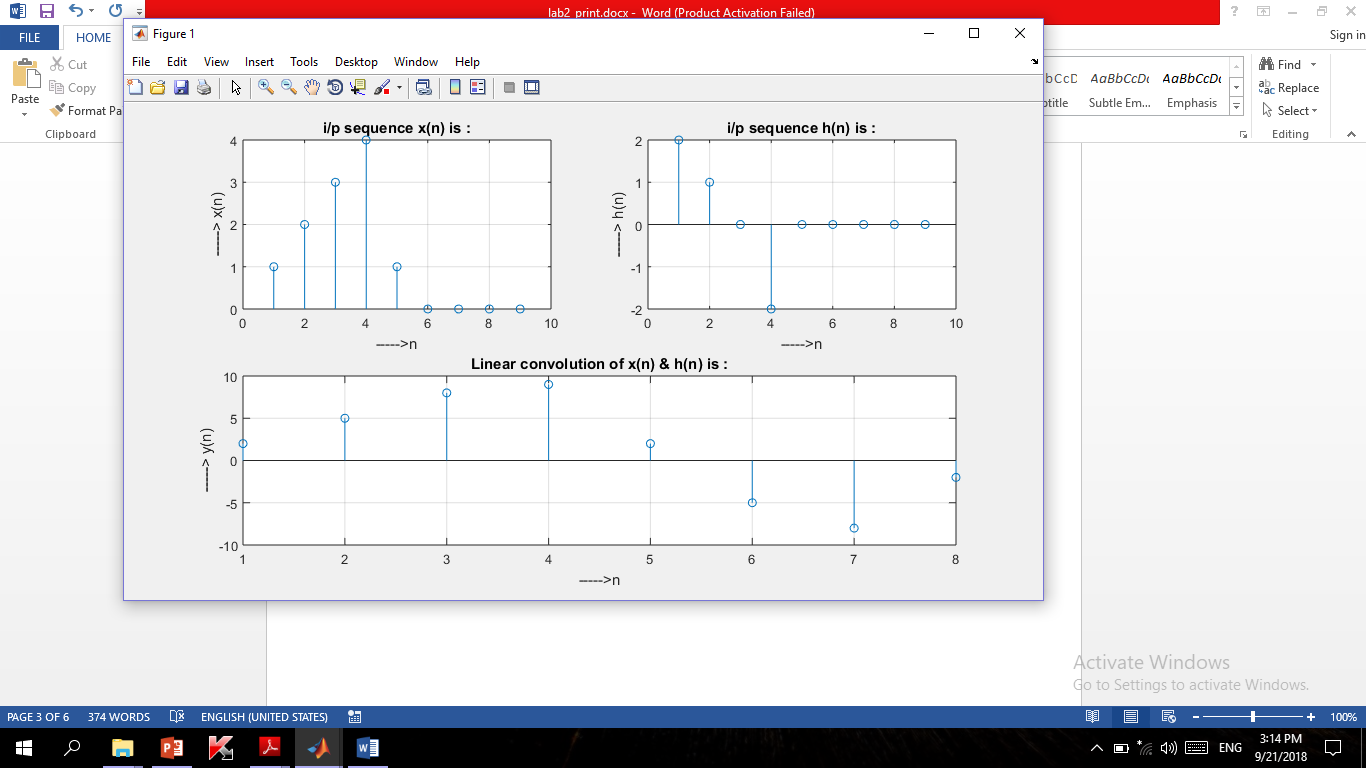 lab2_print.docx - Word (Product Activation Failed)
FILE
HOME
Sign in
Paste
Cut
Copy
Format Pa
Clipboard
bCcD AaBbCcDc AaBbCcDc
btitle Subtle Em... Emphasis
Find
Replace
Select
Editing
Figure 1
File Edit View Insert Tools Desktop Window Help
i/p sequence x(n) is :
-----> x(n)
4
3
2
1
0
0 2 4 6 8 10
----->n
i/p sequence h(n) is :
-----> h(n)
2
1
0
-1
-2
0 2 4 6 8 10
----->n
Linear convolution of x(n) & h(n) is :
-----> y(n)
10
5
0
-5
-10
1 2 3 4 5 6 7 8
----->n
Activate Windows
Go to Settings to activate Windows.
PAGE 3 OF 6 374 WORDS ENGLISH (UNITED STATES) 100%
ENG
3:14 PM
9/21/2018